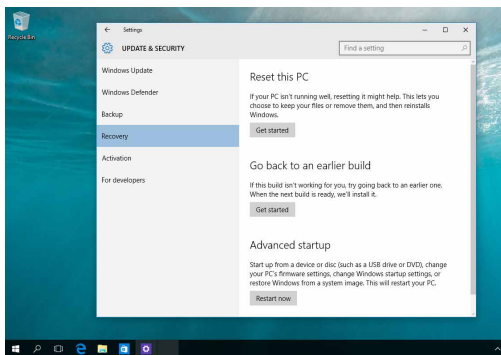 Recycle Bin
Settings
UPDATE & SECURITY
Find a setting
Windows Update
Windows Defender
Backup
Recovery
Activation
For developers
Reset this PC
If your PC isn't running well, resetting it might help. This lets you
choose to keep your files or remove them, and then reinstalls
Windows.
Get started
Go back to an earlier build
If this build isn't working for you, try going back to an earlier one.
When the next build is ready, we'll install it.
Get started
Advanced startup
Start up from a device or disc (such as a USB drive or DVD), change
your PC's firmware settings, change Windows startup settings, or
restore Windows from a system image. This will restart your PC.
Restart now